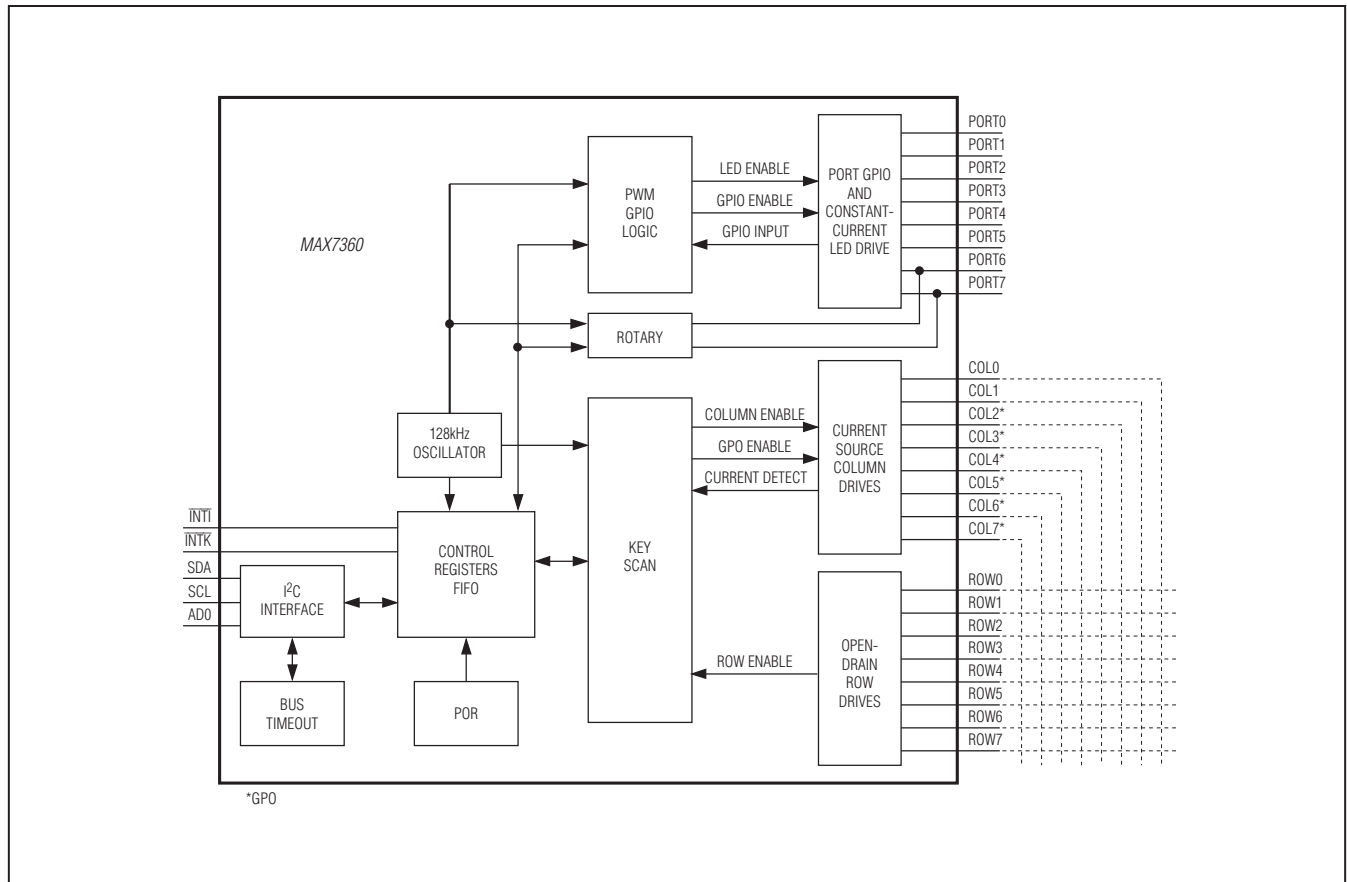 MAX7360
PWM
GPIO
LOGIC
LED ENABLE
GPIO ENABLE
GPIO INPUT
PORT GPIO
AND
CONSTANT-
CURRENT
LED DRIVE
PORT0
PORT1
PORT2
PORT3
PORT4
PORT5
PORT6
PORT7
ROTARY
128kHz
OSCILLATOR
COLUMN ENABLE
GPO ENABLE
CURRENT DETECT
CURRENT
SOURCE
COLUMN
DRIVES
COL0
COL1
COL2*
COL3*
COL4*
COL5*
COL6*
COL7*
INTI
INTK
SDA
SCL
AD0
I2C
INTERFACE
CONTROL
REGISTERS
FIFO
KEY
SCAN
BUS
TIMEOUT
POR
ROW ENABLE
OPEN-
DRAIN
ROW
DRIVES
ROW0
ROW1
ROW2
ROW3
ROW4
ROW5
ROW6
ROW7
*GPO